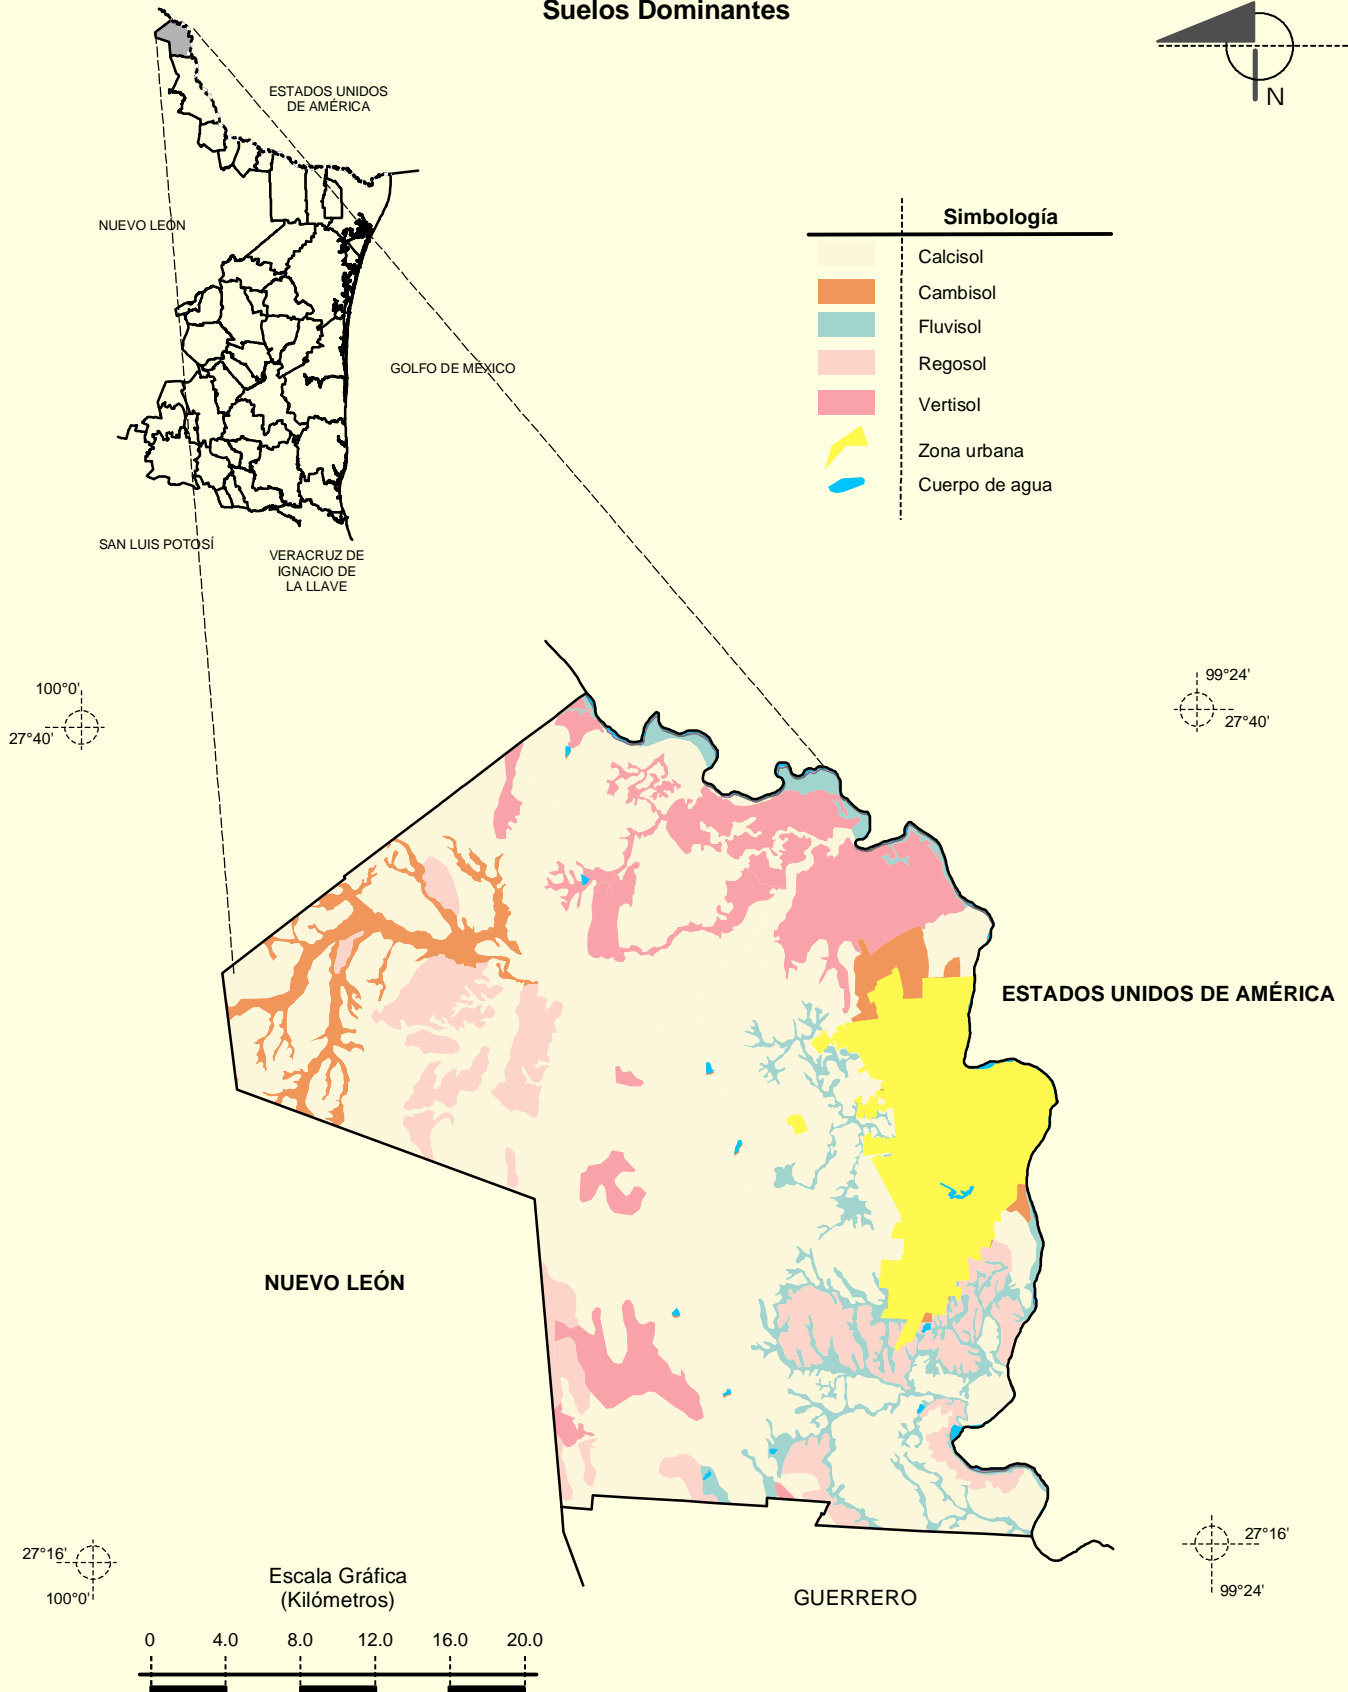 Suelos Dominantes
N
ESTADOS UNIDOS
DE AMÉRICA
NUEVO LEÓN
GOLFO DE MÉXICO
SAN LUIS POTOSÍ
VERACRUZ DE
IGNACIO DE
LA LLAVE
Simbología
Calcisol
Cambisol
Fluvisol
Regosol
Vertisol
Zona urbana
Cuerpo de agua
100°0'
27°40'
99°24'
27°40'
ESTADOS UNIDOS DE AMÉRICA
NUEVO LEÓN
27°16'
100°0'
27°16'
99°24'
GUERRERO
Escala Gráfica
(Kilómetros)
0 4.0 8.0 12.0 16.0 20.0